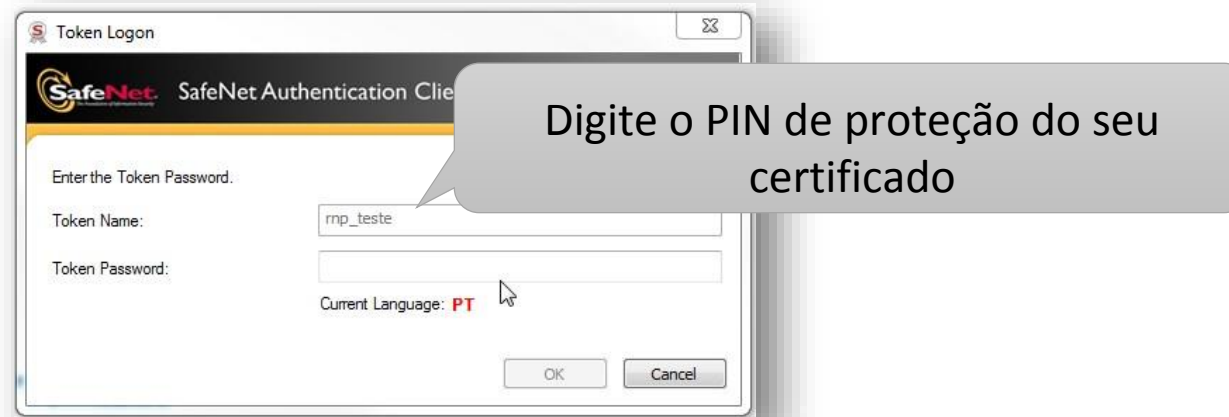 Token Logon
SafeNet. SafeNet Authentication Clie
Digite o PIN de proteção do seu
certificado
Enter the Token Password.
Token Name: rnp_teste
Token Password:
Current Language: PT
OK Cancel